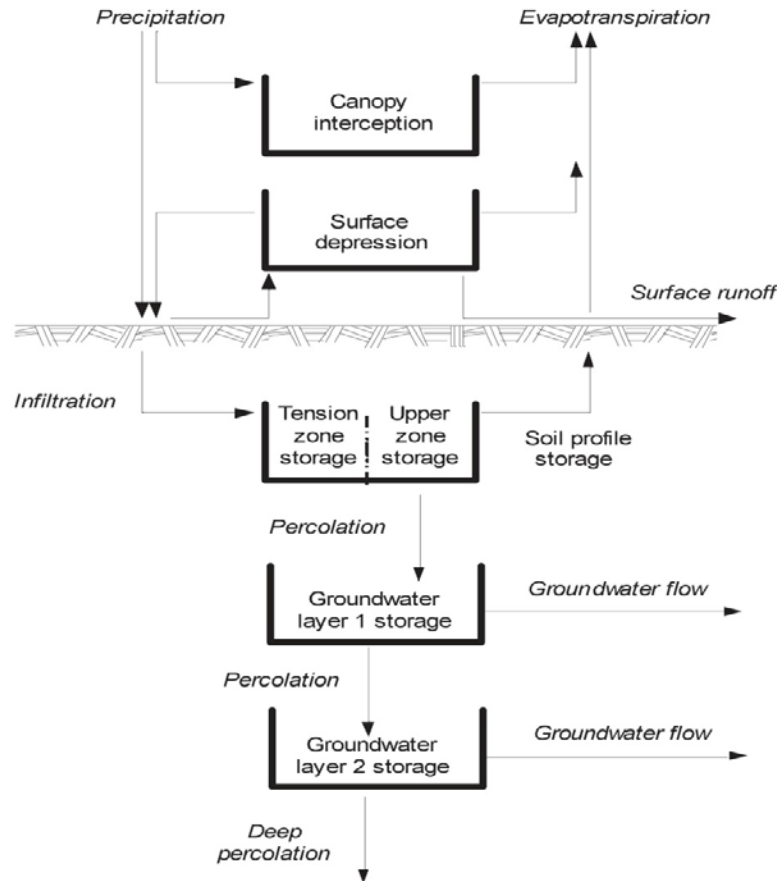 Precipitation
Evapotranspiration
Canopy
interception
Surface
depression
Surface runoff
Infiltration
Tension
zone
storage
Upper
zone
storage
Soil profile
storage
Percolation
Groundwater
layer 1 storage
Groundwater flow
Percolation
Groundwater
layer 2 storage
Groundwater flow
Deep
percolation